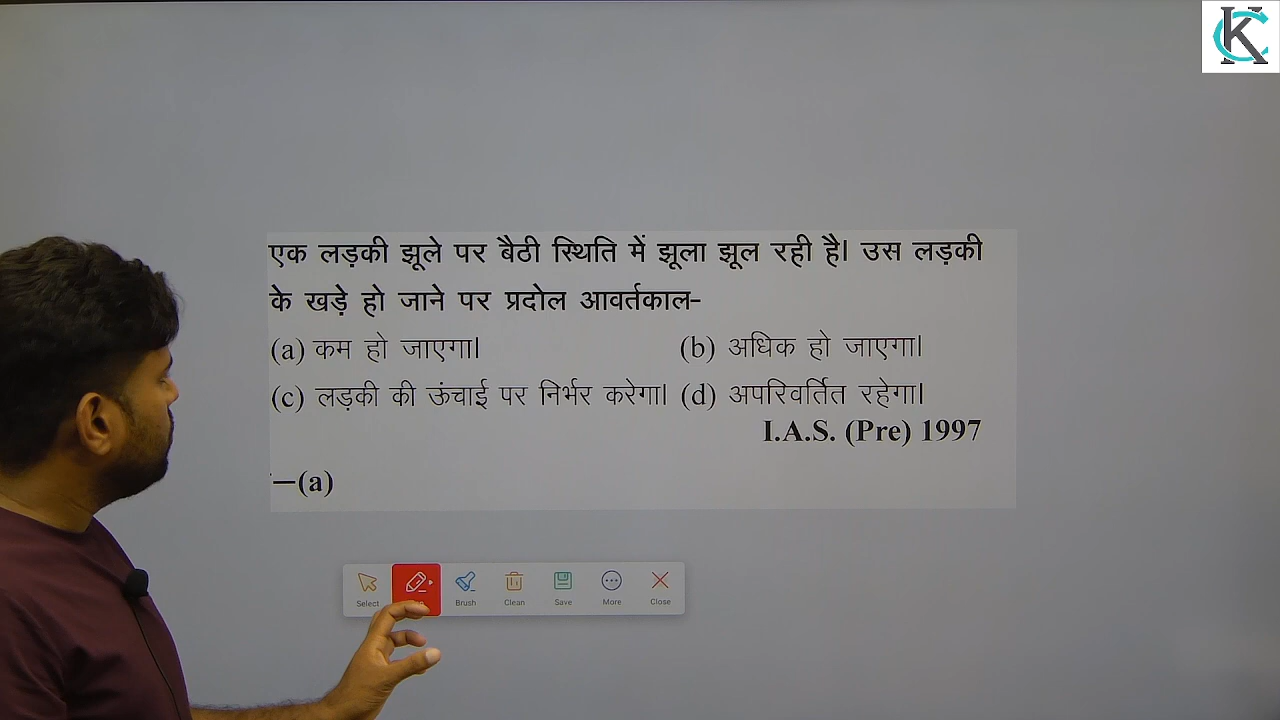 एक लड़की झूले पर बैठी स्थिति में झूला झूल रही है। उस लड़की
के खड़े हो जाने पर प्रदोल आवर्तकाल-
(a) कम हो जाएगा। (b) अधिक हो जाएगा।
(c) लड़की की ऊंचाई पर निर्भर करेगा। (d) अपरिवर्तित रहेगा।
I.A.S. (Pre) 1997
–(a)
Select Brush Clean Save More Close
KC